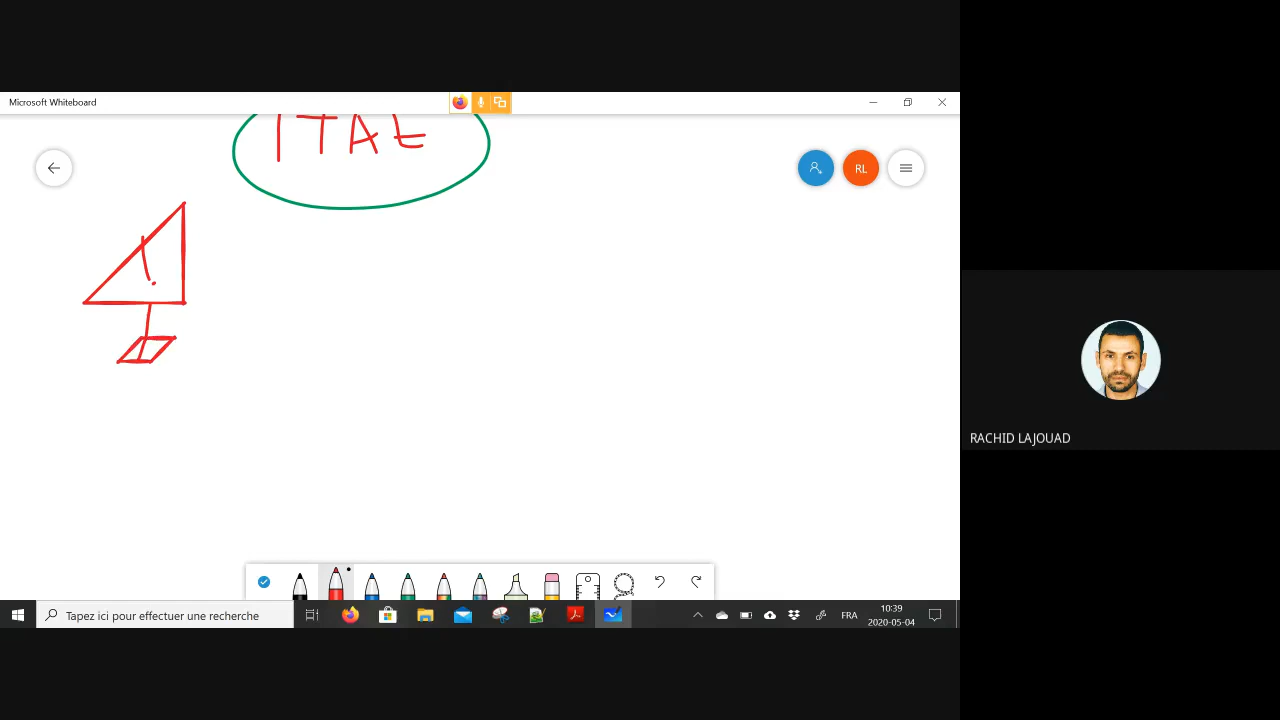 Microsoft Whiteboard
ITAE
RL
RACHID LAJOUAD
Tapez ici pour effectuer une recherche
FRA
10:39
2020-05-04